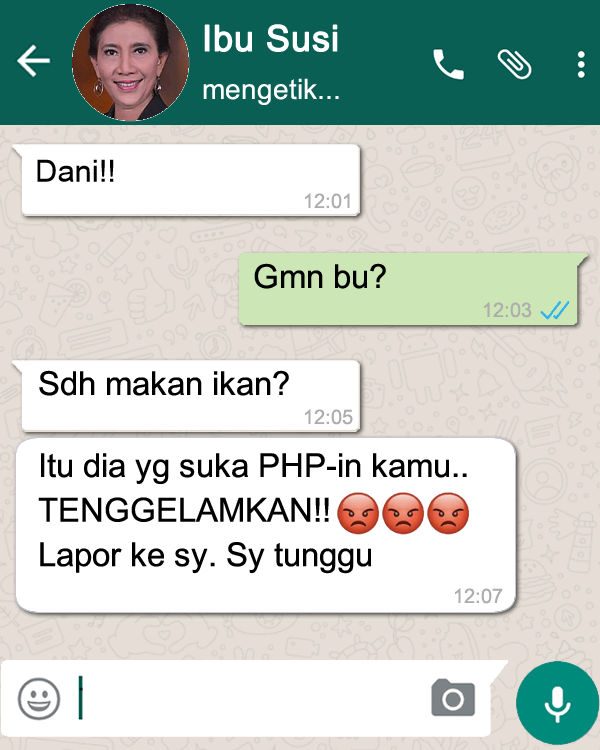 Ibu Susi
mengetik...
Dani!!
12:01
Gmn bu?
12:03
Sdh makan ikan?
12:05
Itu dia yg suka PHP-in kamu..
TENGGELAMKAN!!😡😡😡
Lapor ke sy. Sy tunggu
12:07